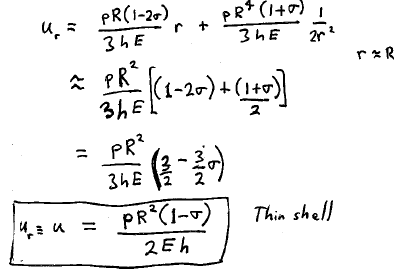 u_r = pR(1-2σ)/3hE r + pR^4(1+σ)/3hE 1/2r^2
r ≈ R
≈ pR^2/3hE [(1-2σ) + (1+σ)/2]
= pR^2/3hE (3/2 - 3/2 σ)
u_r ≡ u = pR^2(1-σ)/2Eh Thin shell